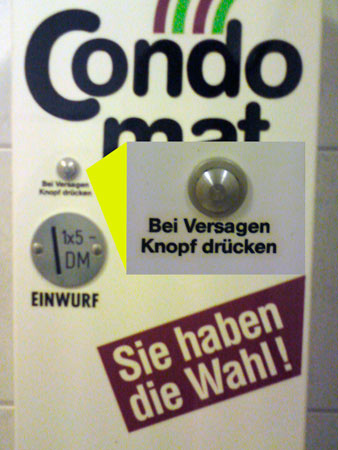 Condo
mat
Bei Versagen
Knopf drücken
Bei Versagen
Knopf drücken
1x5-
DM
EINWURF
Sie haben
die Wahl!